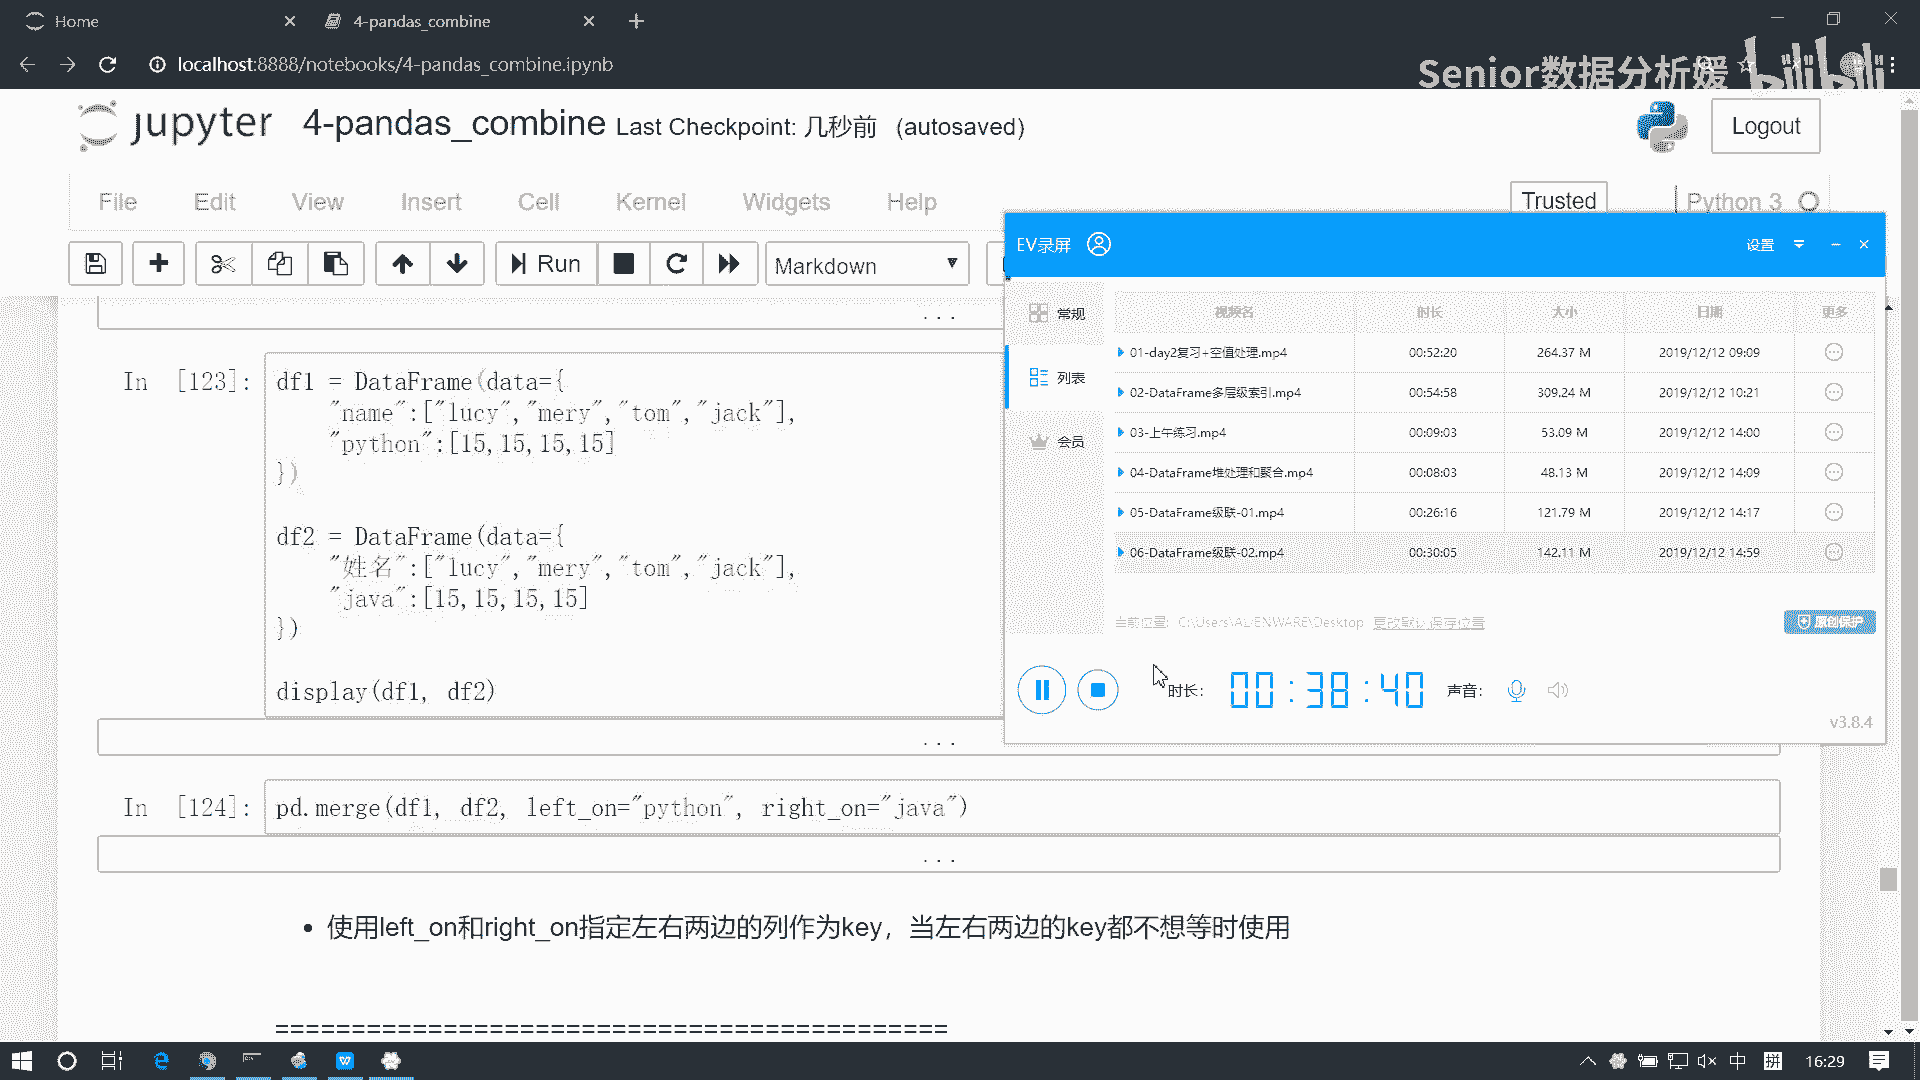 Home
4-pandas_combine
localhost:8888/notebooks/4-pandas_combine.ipynb
Senior数据分析媛 bilibili
jupyter 4-pandas_combine Last Checkpoint: 几秒前 (autosaved)
Logout
File Edit View Insert Cell Kernel Widgets Help
Trusted
Python 3
Run
Markdown
...
In [123]:
df1 = DataFrame(data={
"name":["lucy","mery","tom","jack"],
"python":[15,15,15,15]
})
df2 = DataFrame(data={
"姓名":["lucy","mery","tom","jack"],
"java":[15,15,15,15]
})
display(df1, df2)
...
In [124]:
pd.merge(df1, df2, left_on="python", right_on="java")
...
• 使用left_on和right_on指定左右两边的列作为key，当左右两边的key都不想等时使用
============================================
EV录屏
设置
常规
列表
会员
视频名 时长 大小 日期 更多
01-day2复习+空值处理.mp4 00:52:20 264.37 M 2019/12/12 09:09
02-DataFrame多层级索引.mp4 00:54:58 309.24 M 2019/12/12 10:21
03-上午练习.mp4 00:09:03 53.09 M 2019/12/12 14:00
04-DataFrame堆处理和聚合.mp4 00:08:03 48.13 M 2019/12/12 14:09
05-DataFrame级联-01.mp4 00:26:16 121.79 M 2019/12/12 14:17
06-DataFrame级联-02.mp4 00:30:05 142.11 M 2019/12/12 14:59
当前位置: C:\Users\ALIENWARE\Desktop 更改默认保存位置
原创保护
时长: 00:38:40 声音:
v3.8.4
中
拼
16:29